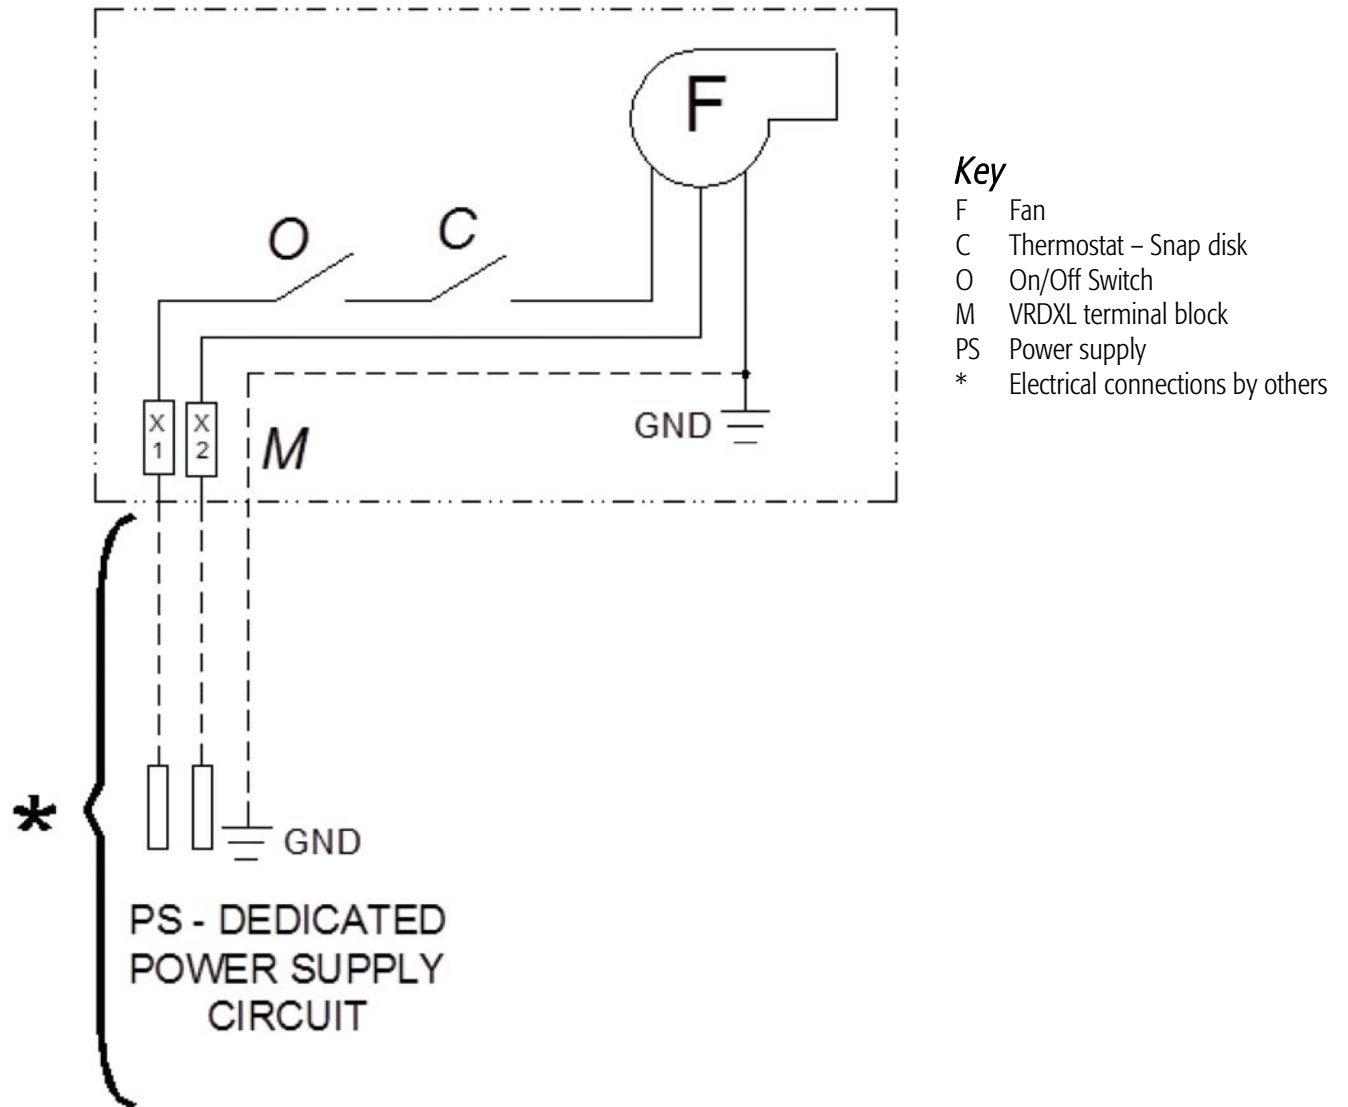 F
O
C
X
1
X
2
M
GND
*
GND
PS - DEDICATED
POWER SUPPLY
CIRCUIT
Key
F Fan
C Thermostat – Snap disk
O On/Off Switch
M VRDXL terminal block
PS Power supply
* Electrical connections by others